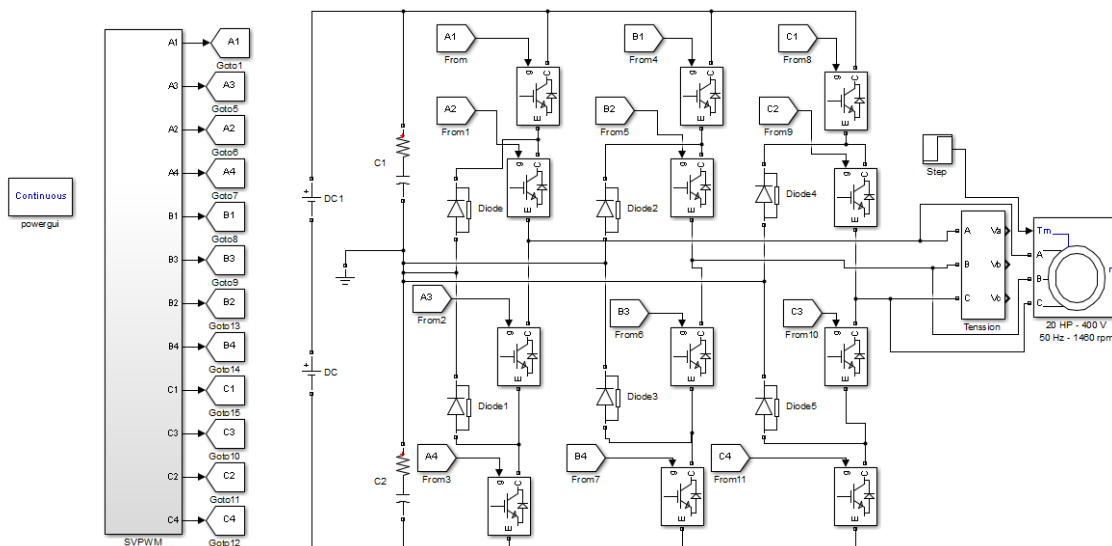 Continuous
powergui
A1
A3
A2
A4
B1
B3
B2
B4
C1
C3
C2
C4
SVPWM
A1
Goto1
A3
Goto5
A2
Goto6
A4
Goto7
B1
Goto8
B3
Goto9
B2
Goto13
B4
Goto14
C1
Goto15
C3
Goto10
C2
Goto11
C4
Goto12
DC1
DC
C1
C2
A1
From
g
C
E
A2
From1
g
C
E
Diode
A3
From2
g
C
E
Diode1
A4
From3
g
C
E
B1
From4
g
C
E
B2
From5
g
C
E
Diode2
B3
From6
g
C
E
Diode3
B4
From7
g
C
E
C1
From8
g
C
E
C2
From9
g
C
E
Diode4
C3
From10
g
C
E
Diode5
C4
From11
g
C
E
Step
A
B
C
Va
Vb
Vc
Tenssion
Tm
A
B
C
m
20 HP - 400 V
50 Hz - 1460 rpm